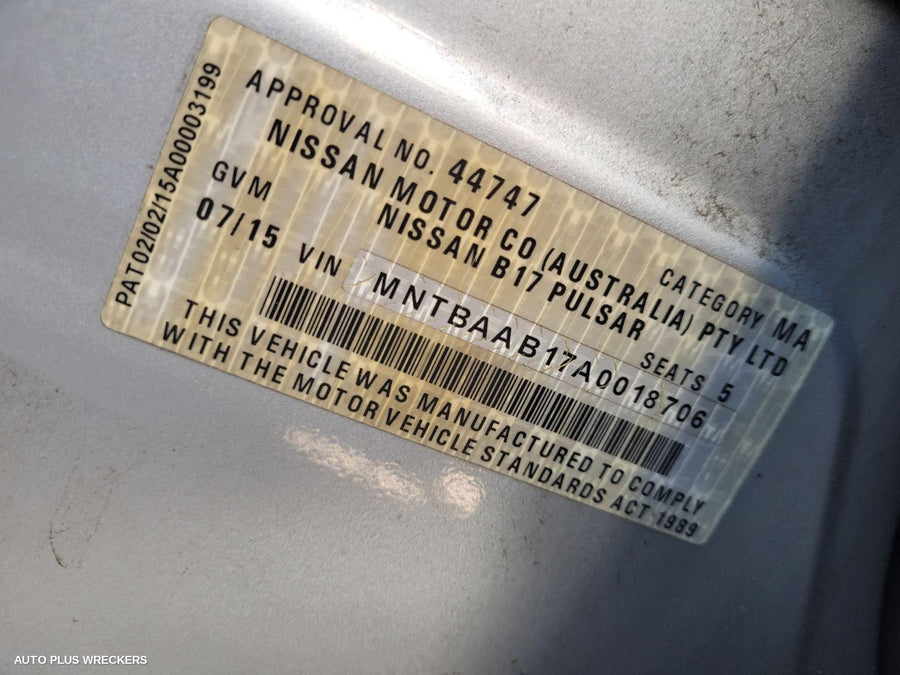 PAT02/02/15A00003199
APPROVAL NO. 44747 CATEGORY MA
NISSAN MOTOR CO (AUSTRALIA) PTY LTD
GVM NISSAN B17 PULSAR
07/15 SEATS 5
VIN MNTBAAB17A0018706
THIS VEHICLE WAS MANUFACTURED TO COMPLY
WITH THE MOTOR VEHICLE STANDARDS ACT 1989
AUTO PLUS WRECKERS